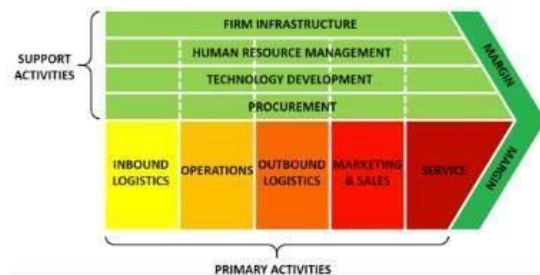 FIRM INFRASTRUCTURE
HUMAN RESOURCE MANAGEMENT
SUPPORT
ACTIVITIES
TECHNOLOGY DEVELOPMENT
PROCUREMENT
MARGIN
INBOUND
LOGISTICS
OPERATIONS
OUTBOUND
LOGISTICS
MARKETING
& SALES
SERVICE
MARGIN
PRIMARY ACTIVITIES